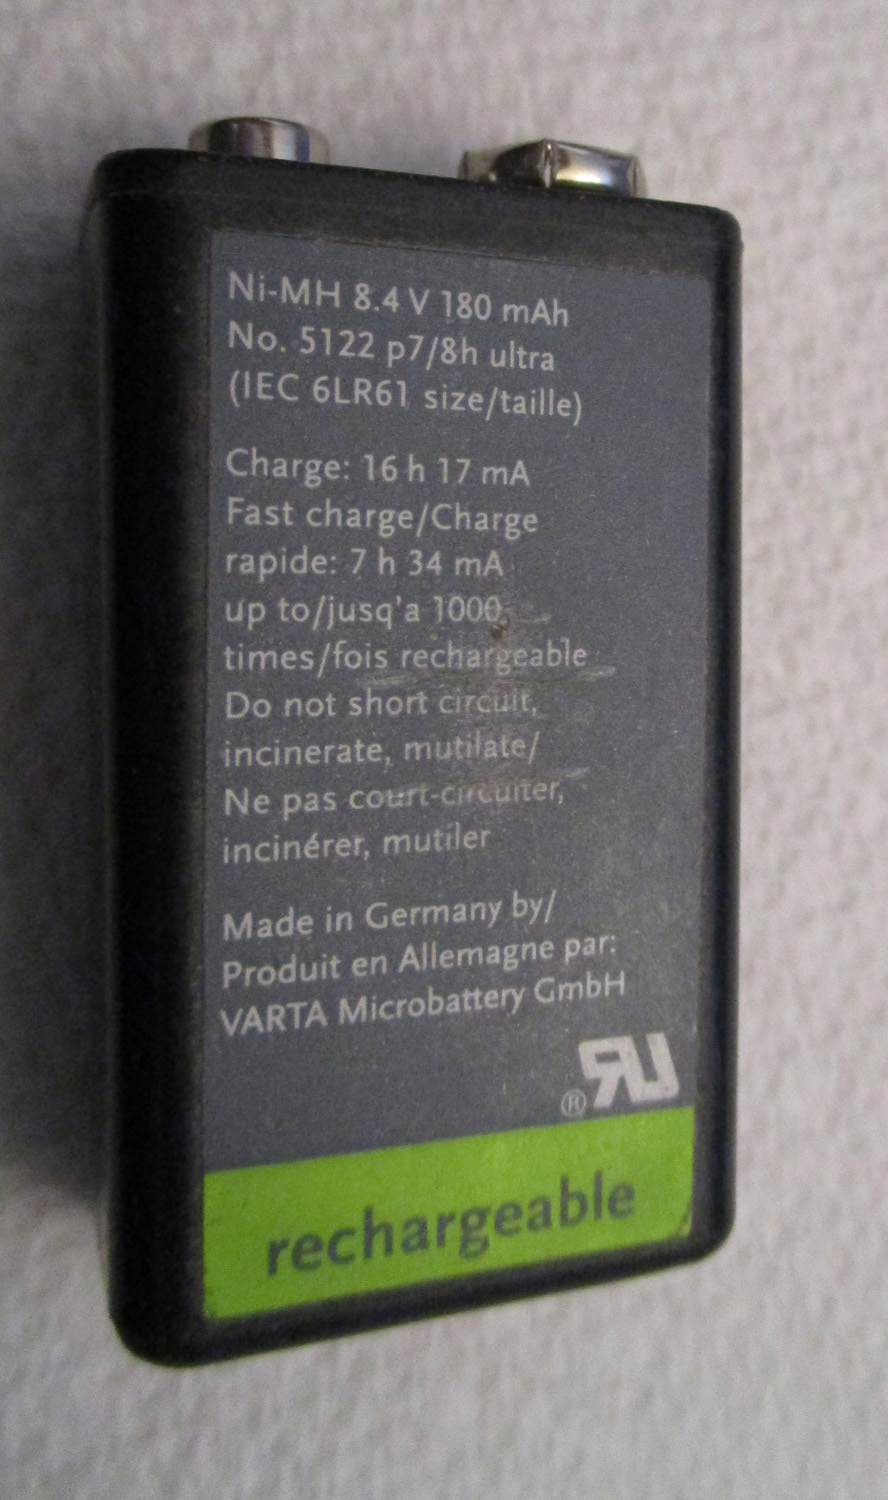 Ni-MH 8.4 V 180 mAh
No. 5122 p7/8h ultra
(IEC 6LR61 size/taille)
Charge: 16 h 17 mA
Fast charge/Charge
rapide: 7 h 34 mA
up to/jusq'a 1000
times/fois rechargeable
Do not short circuit,
incinerate, mutilate/
Ne pas court-circuiter,
incinérer, mutiler
Made in Germany by/
Produit en Allemagne par:
VARTA Microbattery GmbH
RU
®
rechargeable